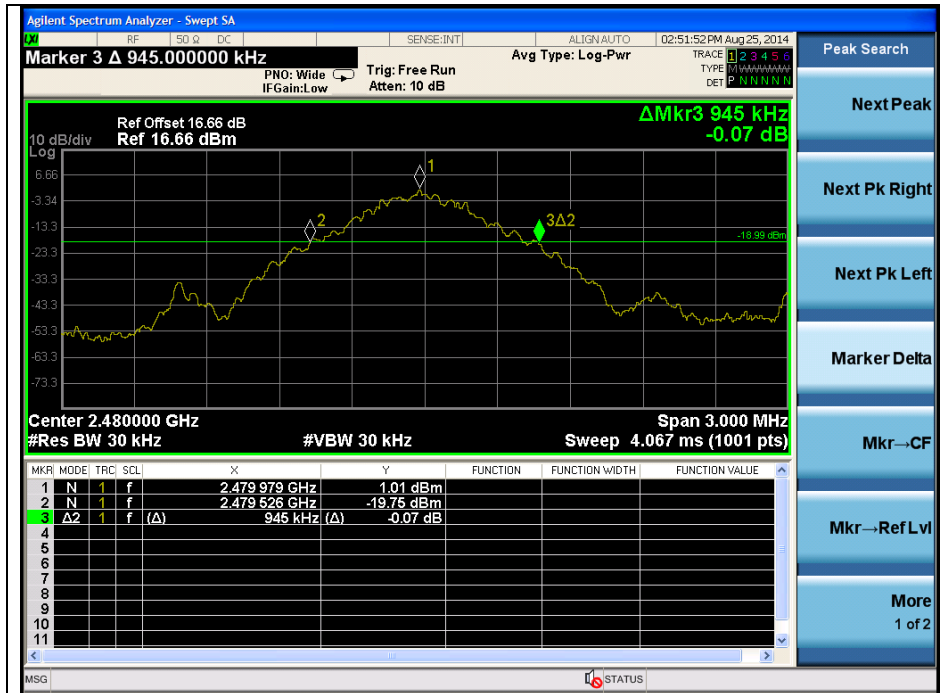 Agilent Spectrum Analyzer - Swept SA
LXI RF 50 Ω DC SENSE:INT ALIGN AUTO 02:51:52 PM Aug 25, 2014
Marker 3 Δ 945.000000 kHz
Avg Type: Log-Pwr
TRACE 1 2 3 4 5 6
PNO: Wide Trig: Free Run
TYPE M WWWWW
IFGain:Low Atten: 10 dB
DET P N N N N N
Peak Search
Next Peak
Next Pk Right
Next Pk Left
Marker Delta
Mkr→CF
Mkr→Ref Lvl
More
1 of 2
ΔMkr3 945 kHz
-0.07 dB
Ref Offset 16.66 dB
10 dB/div Ref 16.66 dBm
Log
6.66
-3.34
-13.3
-23.3
-33.3
-43.3
-53.3
-63.3
-73.3
1
2
3Δ2
-18.99 dBm
Center 2.480000 GHz Span 3.000 MHz
#Res BW 30 kHz #VBW 30 kHz Sweep 4.067 ms (1001 pts)
MKR MODE TRC SCL X Y FUNCTION FUNCTION WIDTH FUNCTION VALUE
1 N 1 f 2.479 979 GHz 1.01 dBm
2 N 1 f 2.479 526 GHz -19.75 dBm
3 Δ2 1 f (Δ) 945 kHz (Δ) -0.07 dB
4
5
6
7
8
9
10
11
MSG STATUS